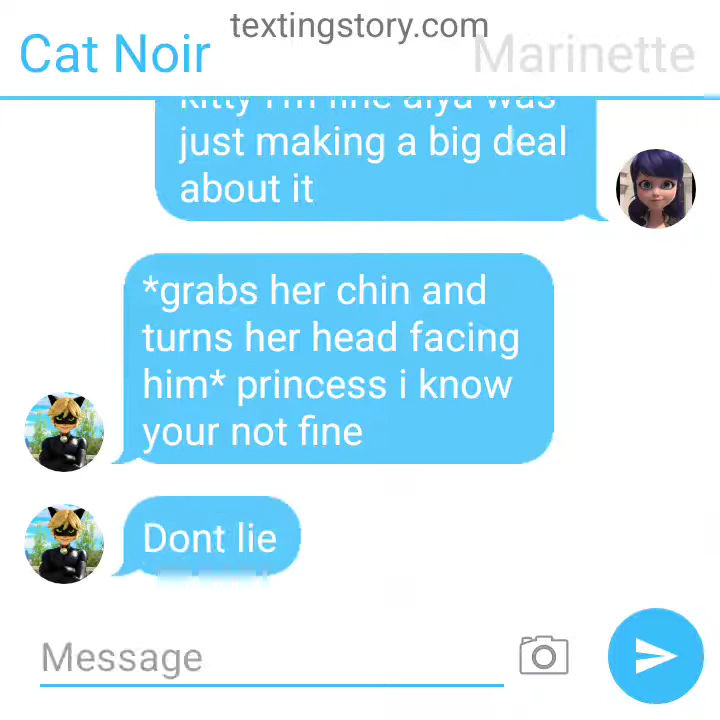 textingstory.com
Cat Noir
Marinette
kitty I'm fine alya was
just making a big deal
about it
*grabs her chin and
turns her head facing
him* princess i know
your not fine
Dont lie
Message